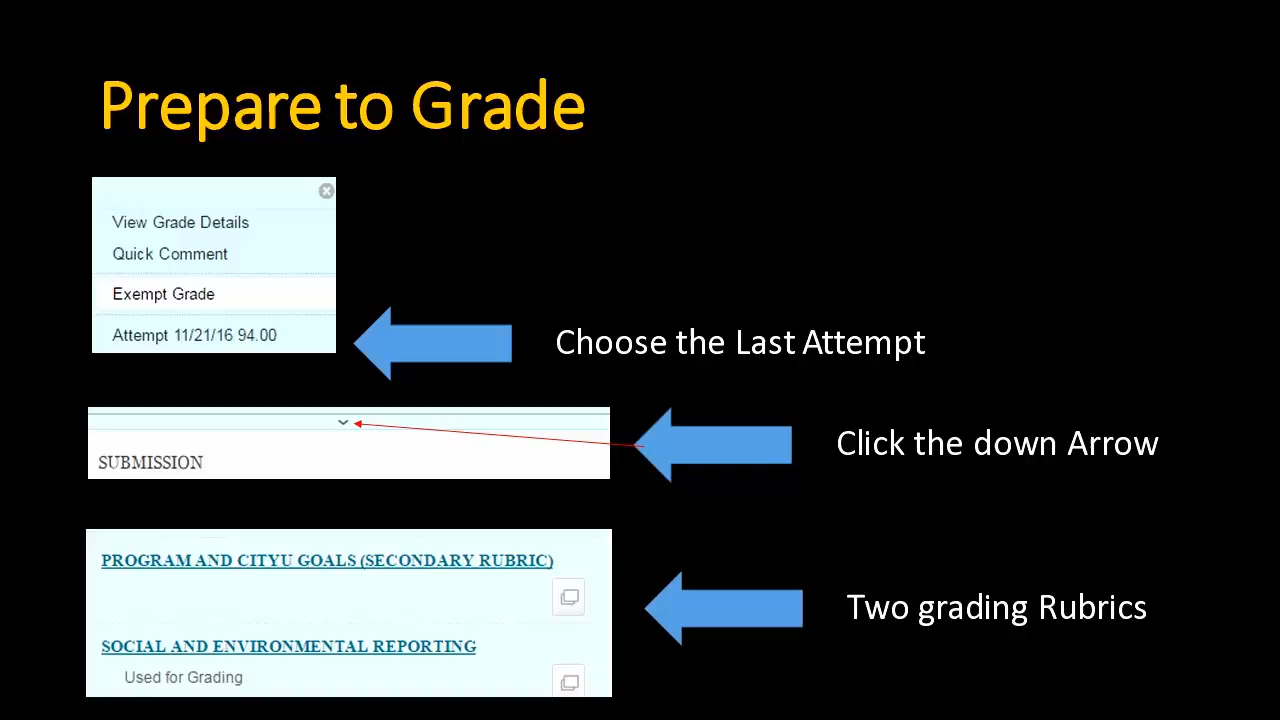 Prepare to Grade
View Grade Details
Quick Comment
Exempt Grade
Attempt 11/21/16 94.00
Choose the Last Attempt
Click the down Arrow
SUBMISSION
PROGRAM AND CITYU GOALS (SECONDARY RUBRIC)
Two grading Rubrics
SOCIAL AND ENVIRONMENTAL REPORTING
Used for Grading